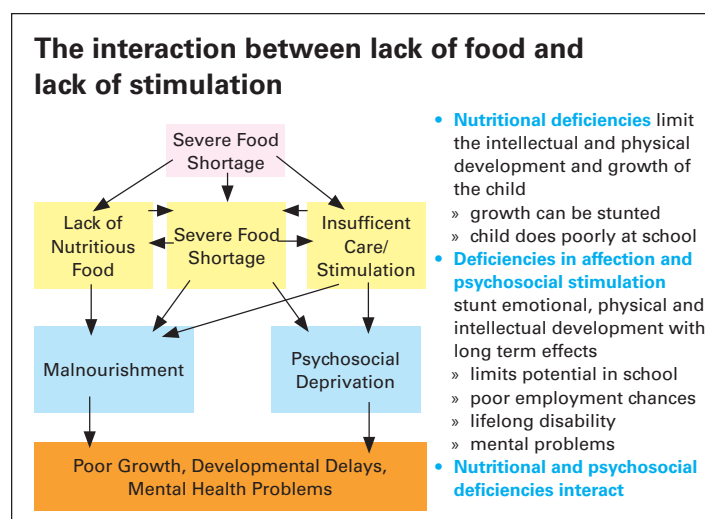 The interaction between lack of food and
lack of stimulation
Severe Food
Shortage
Lack of
Nutritious
Food
Severe Food
Shortage
Insufficent
Care/
Stimulation
Malnourishment
Psychosocial
Deprivation
Poor Growth, Developmental Delays,
Mental Health Problems
• Nutritional deficiencies limit
the intellectual and physical
development and growth of
the child
» growth can be stunted
» child does poorly at school
• Deficiencies in affection and
psychosocial stimulation
stunt emotional, physical and
intellectual development with
long term effects
» limits potential in school
» poor employment chances
» lifelong disability
» mental problems
• Nutritional and psychosocial
deficiencies interact